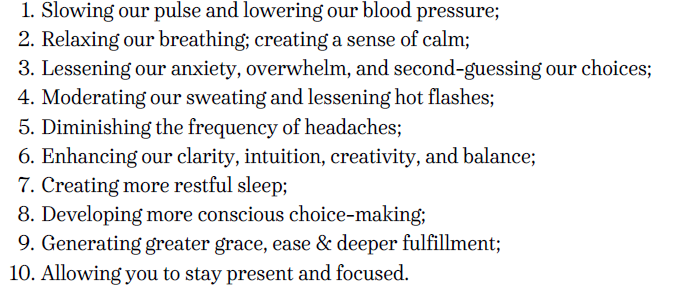 1. Slowing our pulse and lowering our blood pressure;
2. Relaxing our breathing; creating a sense of calm;
3. Lessening our anxiety, overwhelm, and second-guessing our choices;
4. Moderating our sweating and lessening hot flashes;
5. Diminishing the frequency of headaches;
6. Enhancing our clarity, intuition, creativity, and balance;
7. Creating more restful sleep;
8. Developing more conscious choice-making;
9. Generating greater grace, ease & deeper fulfillment;
10. Allowing you to stay present and focused.